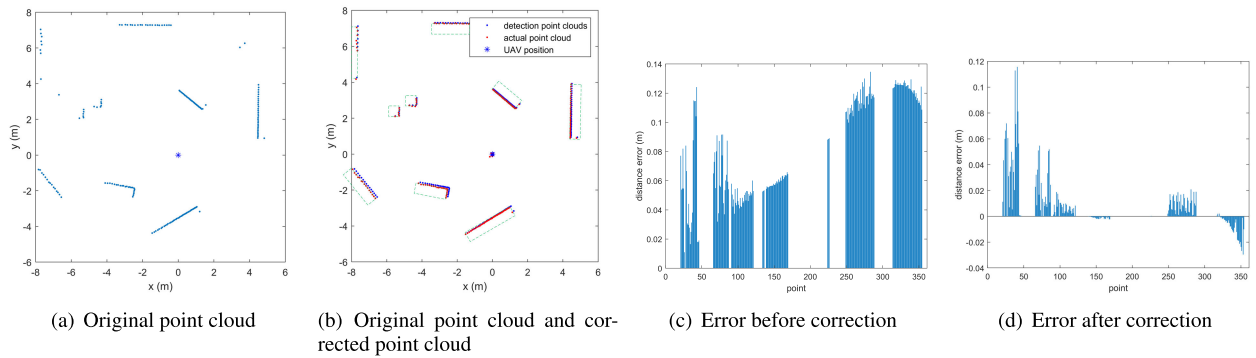 8
6
4
2
0
-2
-4
-6
-8 -6 -4 -2 0 2 4 6
y (m)
x (m)
8
6
4
2
0
-2
-4
-6
-8 -6 -4 -2 0 2 4 6
y (m)
x (m)
detection point clouds
actual point cloud
UAV position
0.14
0.12
0.1
0.08
0.06
0.04
0.02
0
0 50 100 150 200 250 300 350
distance error (m)
point
0.12
0.1
0.08
0.06
0.04
0.02
0
-0.02
-0.04
0 50 100 150 200 250 300 350
distance error (m)
point
(a) Original point cloud
(b) Original point cloud and cor-
rected point cloud
(c) Error before correction
(d) Error after correction